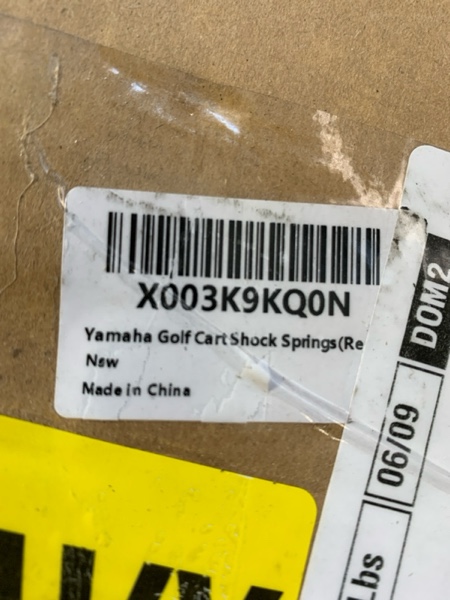 X003K9KQ0N
Yamaha Golf Cart Shock Springs(Re
New
Made in China
DOM2
06/09
Lbs